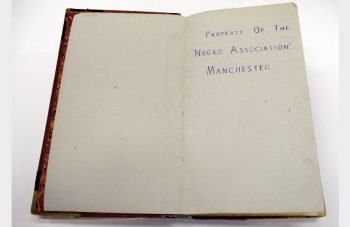 PROPERTY OF THE
'NEGRO ASSOCIATION'
MANCHESTER